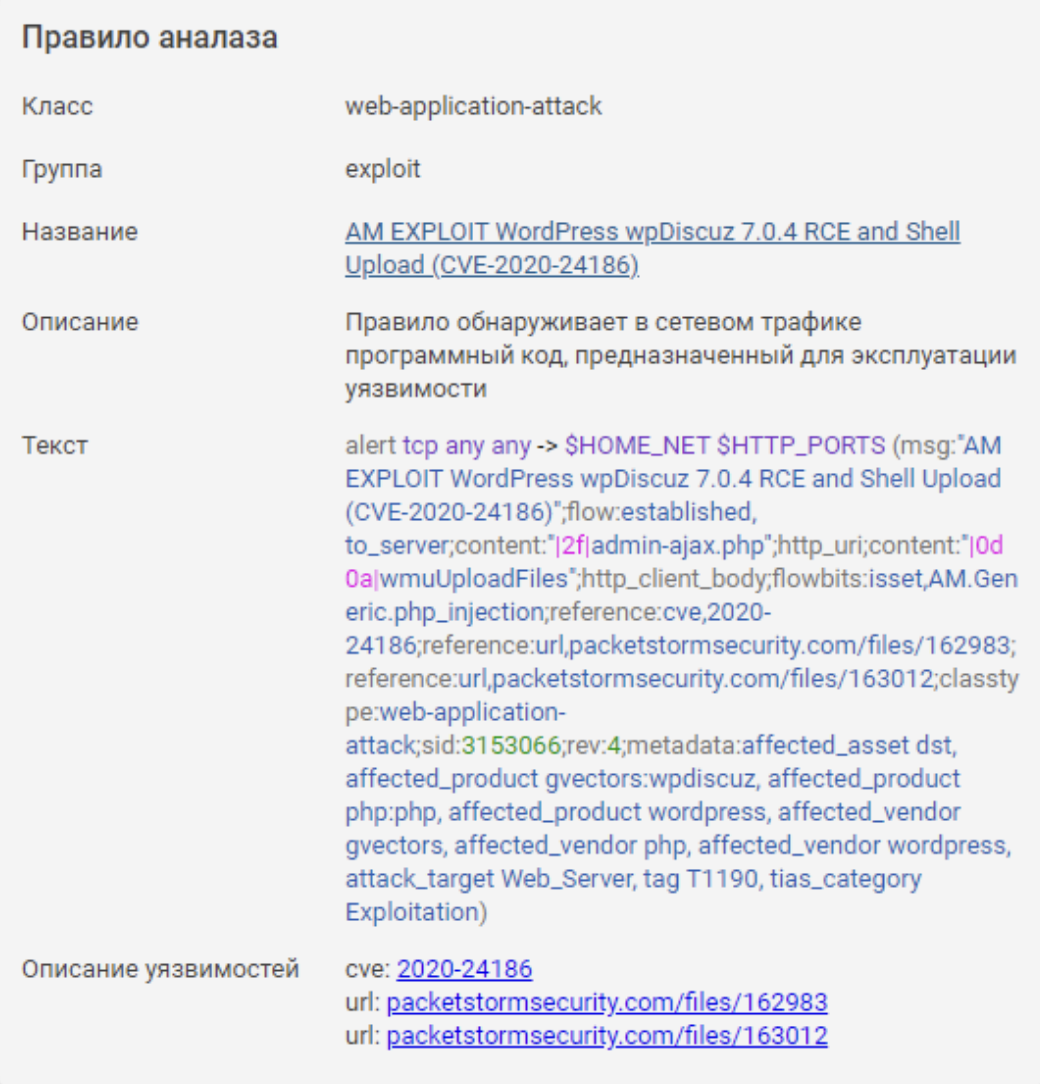 Правило аналаза
Класс web-application-attack
Группа exploit
Название AM EXPLOIT WordPress wpDiscuz 7.0.4 RCE and Shell
Upload (CVE-2020-24186)
Описание Правило обнаруживает в сетевом трафике
программный код, предназначенный для эксплуатации
уязвимости
Текст alert tcp any any -> $HOME_NET $HTTP_PORTS (msg:"AM
EXPLOIT WordPress wpDiscuz 7.0.4 RCE and Shell Upload
(CVE-2020-24186)";flow:established,
to_server;content:"|2f|admin-ajax.php";http_uri;content:"|0d
0a|wmuUploadFiles";http_client_body;flowbits:isset,AM.Gen
eric.php_injection;reference:cve,2020-
24186;reference:url,packetstormsecurity.com/files/162983;
reference:url,packetstormsecurity.com/files/163012;classty
pe:web-application-
attack;sid:3153066;rev:4;metadata:affected_asset dst,
affected_product gvectors:wpdiscuz, affected_product
php:php, affected_product wordpress, affected_vendor
gvectors, affected_vendor php, affected_vendor wordpress,
attack_target Web_Server, tag T1190, tias_category
Exploitation)
Описание уязвимостей cve: 2020-24186
url: packetstormsecurity.com/files/162983
url: packetstormsecurity.com/files/163012